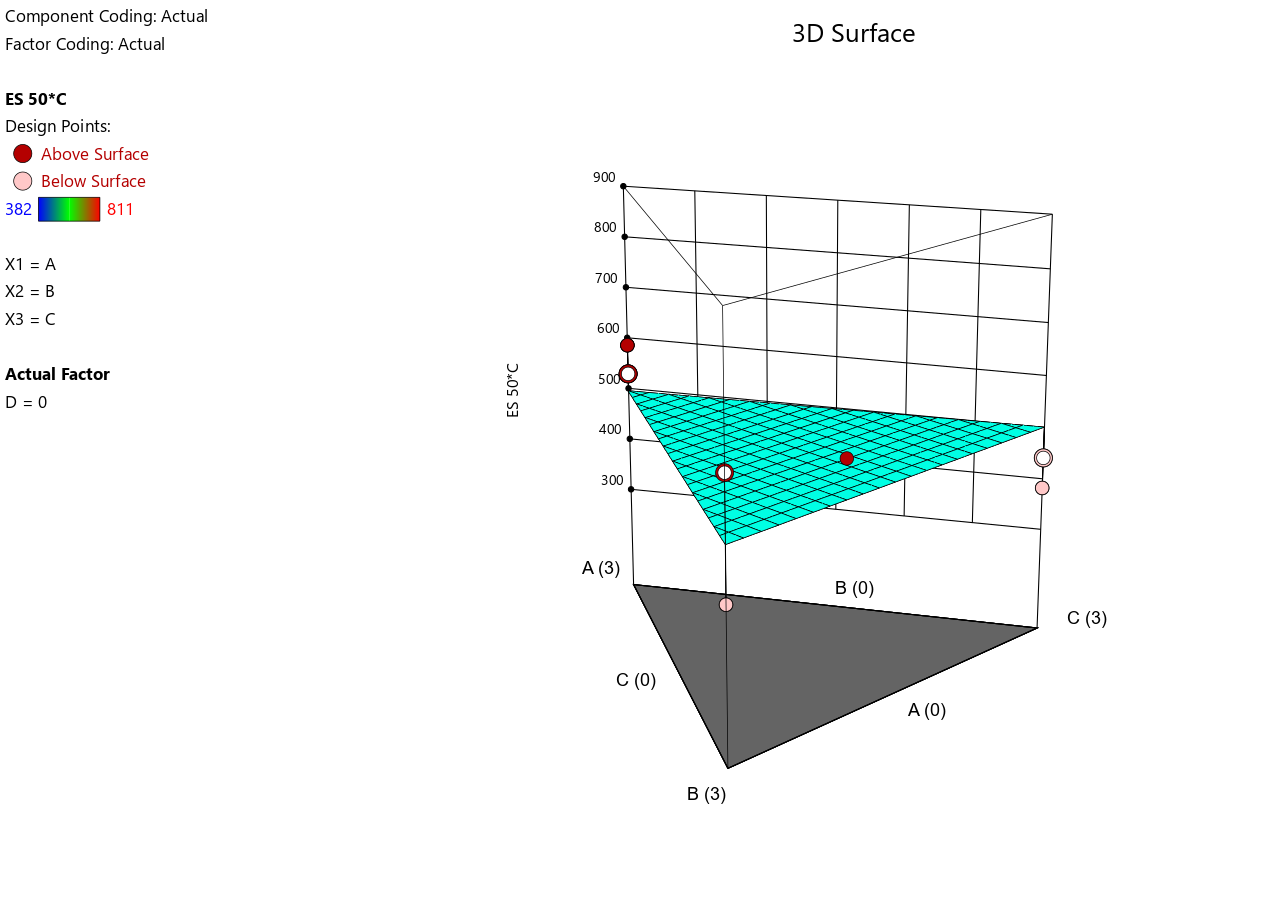 Component Coding: Actual
Factor Coding: Actual
ES 50*C
Design Points:
Above Surface
Below Surface
382 811
X1 = A
X2 = B
X3 = C
Actual Factor
D = 0
3D Surface
900
800
700
600
500
400
300
ES 50*C
A (3)
B (0)
C (3)
C (0)
A (0)
B (3)